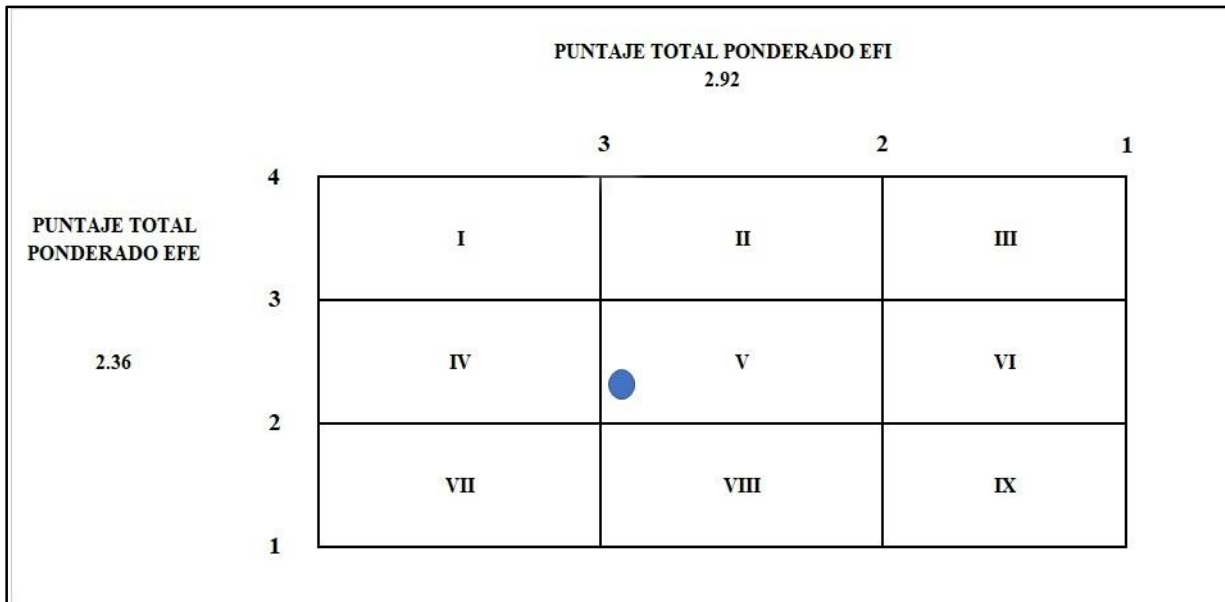 PUNTAJE TOTAL PONDERADO EFI
2.92
3 2 1
4
PUNTAJE TOTAL
PONDERADO EFE
I II III
3
2.36
IV V VI
2
VII VIII IX
1